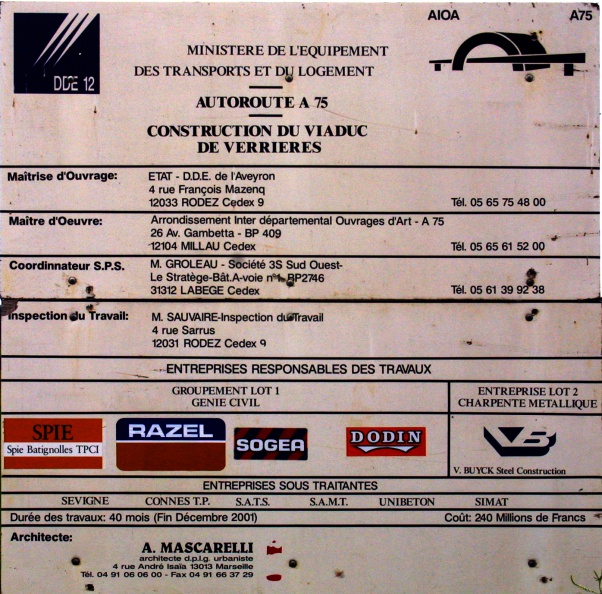 DDE 12
AIOA A75
MINISTERE DE L'EQUIPEMENT
DES TRANSPORTS ET DU LOGEMENT
AUTOROUTE A 75
CONSTRUCTION DU VIADUC
DE VERRIERES
Maîtrise d'Ouvrage: ETAT - D.D.E. de l'Aveyron
4 rue François Mazenq
12033 RODEZ Cedex 9 Tél. 05 65 75 48 00
Maître d'Oeuvre: Arrondissement Inter départemental Ouvrages d'Art - A 75
26 Av. Gambetta - BP 409
12104 MILLAU Cedex Tél. 05 65 61 52 00
Coordinnateur S.P.S. M. GROLEAU - Société 3S Sud Ouest-
Le Stratège-Bât.A-voie n°1-BP2746
31312 LABEGE Cedex Tél. 05 61 39 92 38
Inspection du Travail: M. SAUVAIRE-Inspection du Travail
4 rue Sarrus
12031 RODEZ Cedex 9
ENTREPRISES RESPONSABLES DES TRAVAUX
GROUPEMENT LOT 1
GENIE CIVIL
ENTREPRISE LOT 2
CHARPENTE METALLIQUE
SPIE
Spie Batignolles TPCI
RAZEL
SOGEA
DODIN
VB
V. BUYCK Steel Construction
ENTREPRISES SOUS TRAITANTES
SEVIGNE CONNES T.P. S.A.T.S. S.A.M.T. UNIBETON SIMAT
Durée des travaux: 40 mois (Fin Décembre 2001) Coût: 240 Millions de Francs
Architecte:
A. MASCARELLI
architecte d.p.l.g. urbaniste
4 rue André Isaïa 13013 Marseille
Tél. 04 91 06 06 00 - Fax 04 91 66 37 29